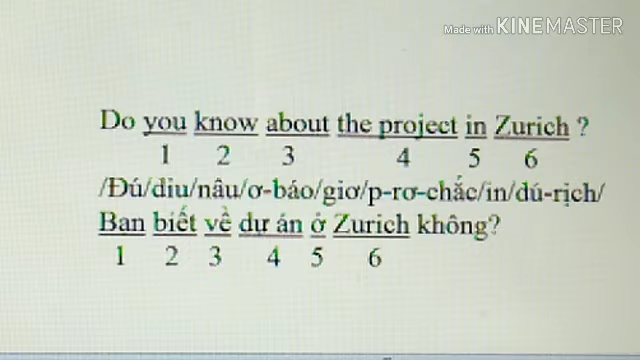 Made with KINEMASTER
Do you know about the project in Zurich ?
1 2 3 4 5 6
/Đú/diu/nâu/ơ-báo/giơ/p-rơ-chắc/in/dú-rịch/
Bạn biết về dự án ở Zurich không?
1 2 3 4 5 6